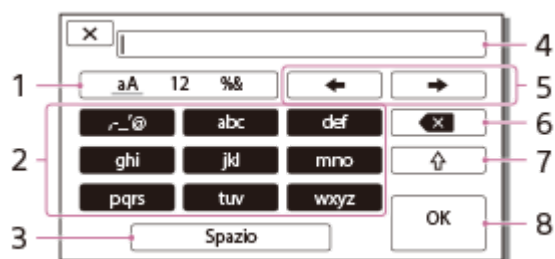 4
1 aA 12 %& ← → 5
,-_'@ abc def 6
2 ghi jkl mno 7
pqrs tuv wxyz OK 8
3 Spazio